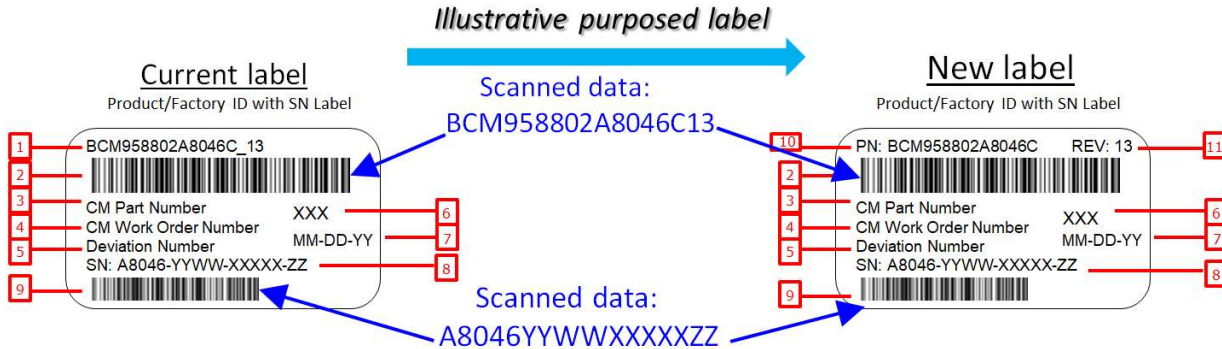 Illustrative purposed label
Current label
Product/Factory ID with SN Label
1
BCM958802A8046C_13
2
3
CM Part Number
XXX
6
4
CM Work Order Number
MM-DD-YY
7
5
Deviation Number
SN: A8046-YYWW-XXXXX-ZZ
8
9
Scanned data:
BCM958802A8046C13
Scanned data:
A8046YYWWXXXXXZZ
New label
Product/Factory ID with SN Label
10
PN: BCM958802A8046C
REV: 13
11
2
3
CM Part Number
XXX
6
4
CM Work Order Number
MM-DD-YY
7
5
Deviation Number
SN: A8046-YYWW-XXXXX-ZZ
8
9